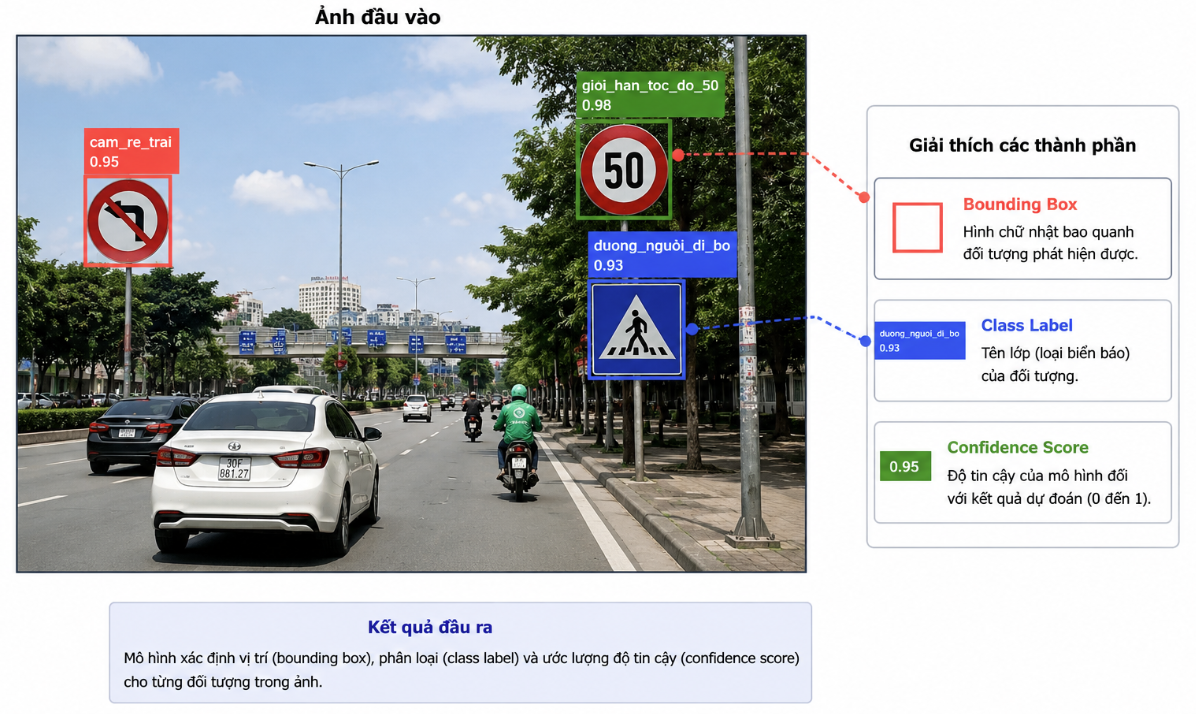 Ảnh đầu vào
cam_re_trai
0.95
gioi_han_toc_do_50
0.98
50
duong_nguòi_di_bo
0.93
30F
881.27
Giải thích các thành phần
Bounding Box
Hình chữ nhật bao quanh
đối tượng phát hiện được.
duong_nguoi_di_bo
0.93
Class Label
Tên lớp (loại biển báo)
của đối tượng.
0.95
Confidence Score
Độ tin cậy của mô hình đối
với kết quả dự đoán (0 đến 1).
Kết quả đầu ra
Mô hình xác định vị trí (bounding box), phân loại (class label) và ước lượng độ tin cậy (confidence score)
cho từng đối tượng trong ảnh.